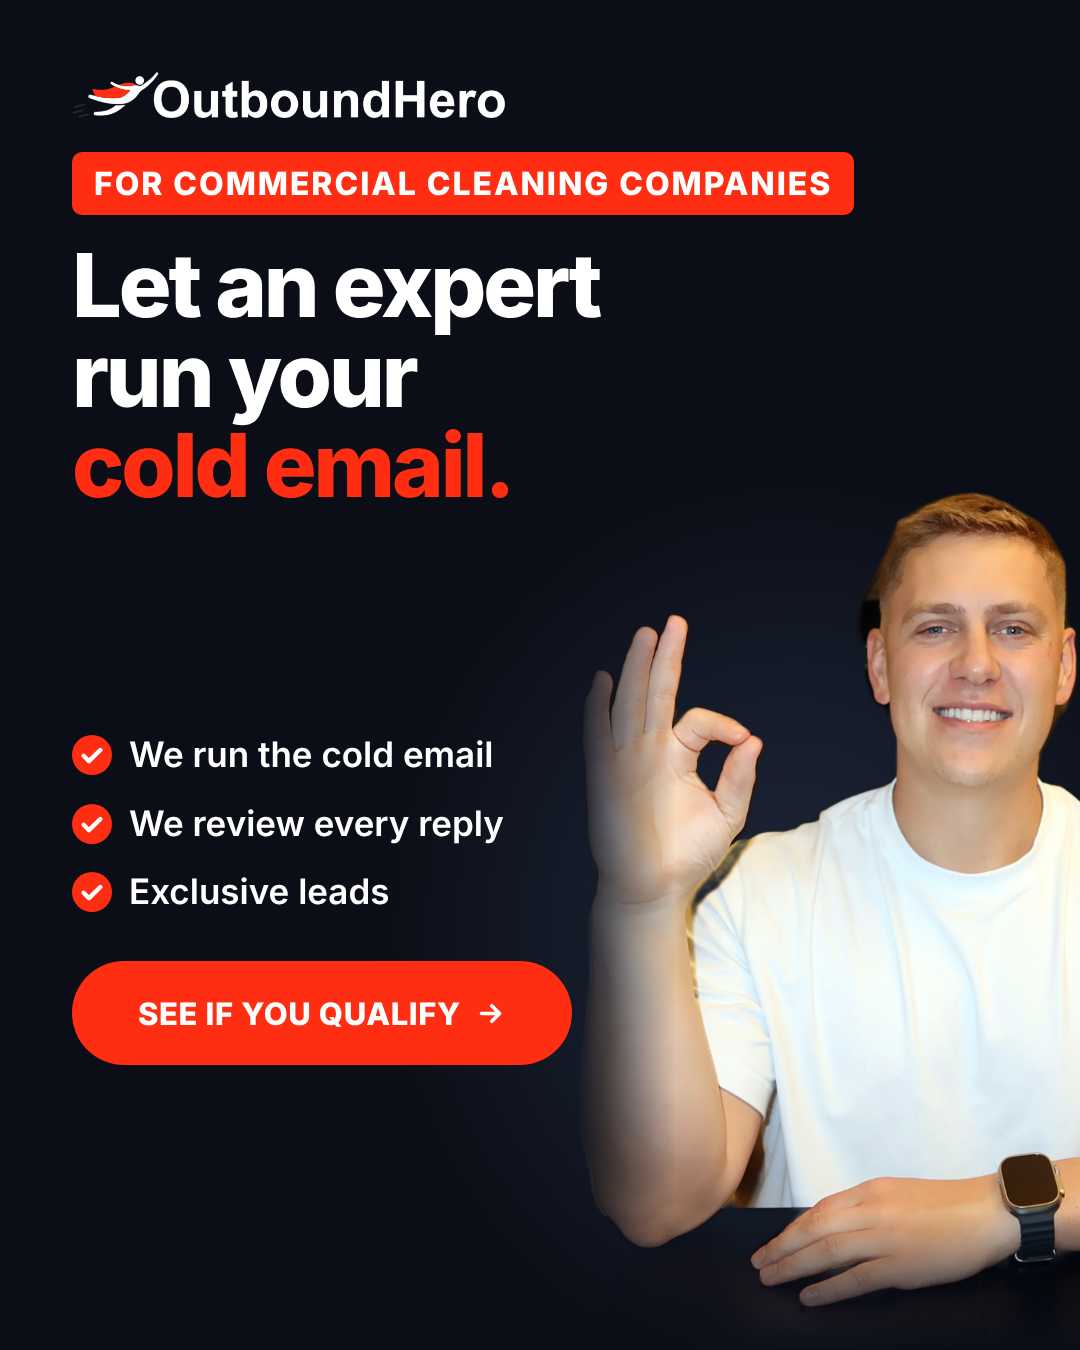 OutboundHero
FOR COMMERCIAL CLEANING COMPANIES
Let an expert
run your
cold email.
We run the cold email
We review every reply
Exclusive leads
SEE IF YOU QUALIFY →